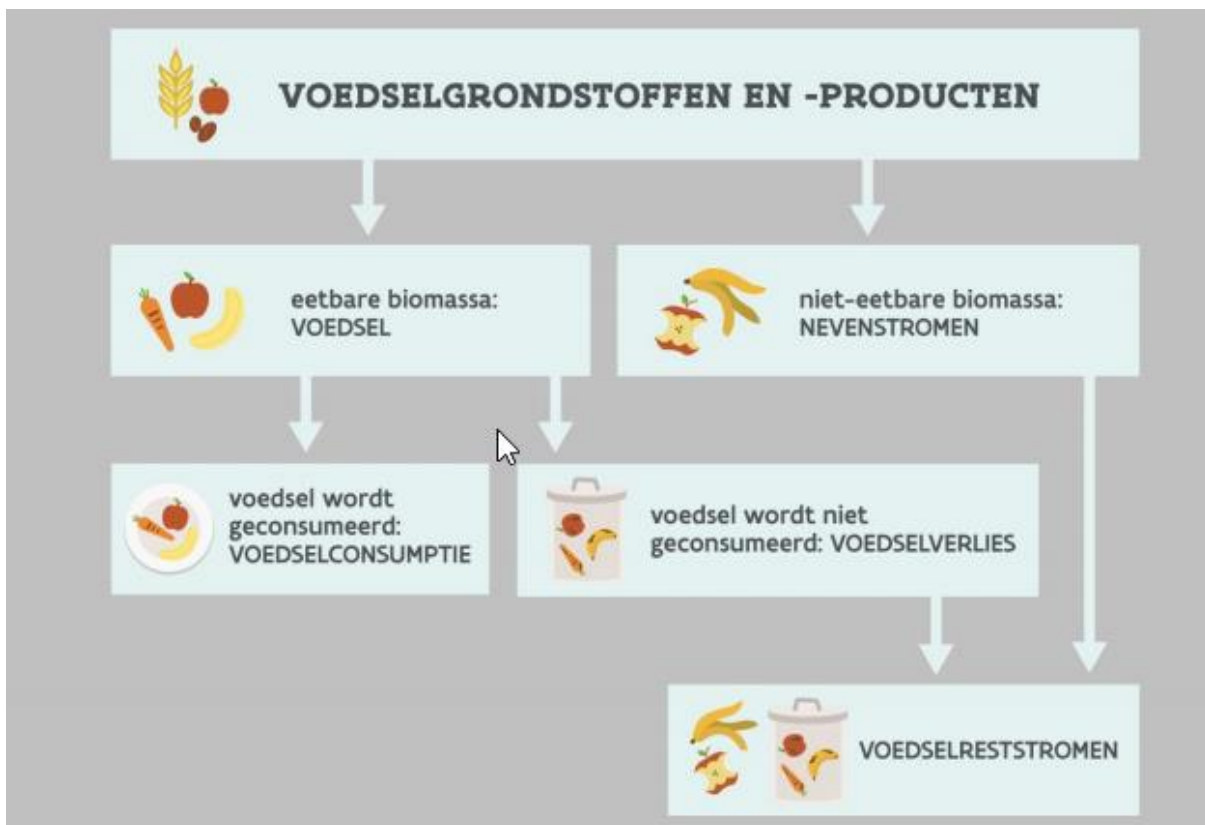 VOEDSELGRONDSTOFFEN EN -PRODUCTEN
eetbare biomassa:
VOEDSEL
niet-eetbare biomassa:
NEVENSTROMEN
voedsel wordt
geconsumeerd:
VOEDSELCONSUMPTIE
voedsel wordt niet
geconsumeerd: VOEDSELVERLIES
VOEDSELRESTSTROMEN